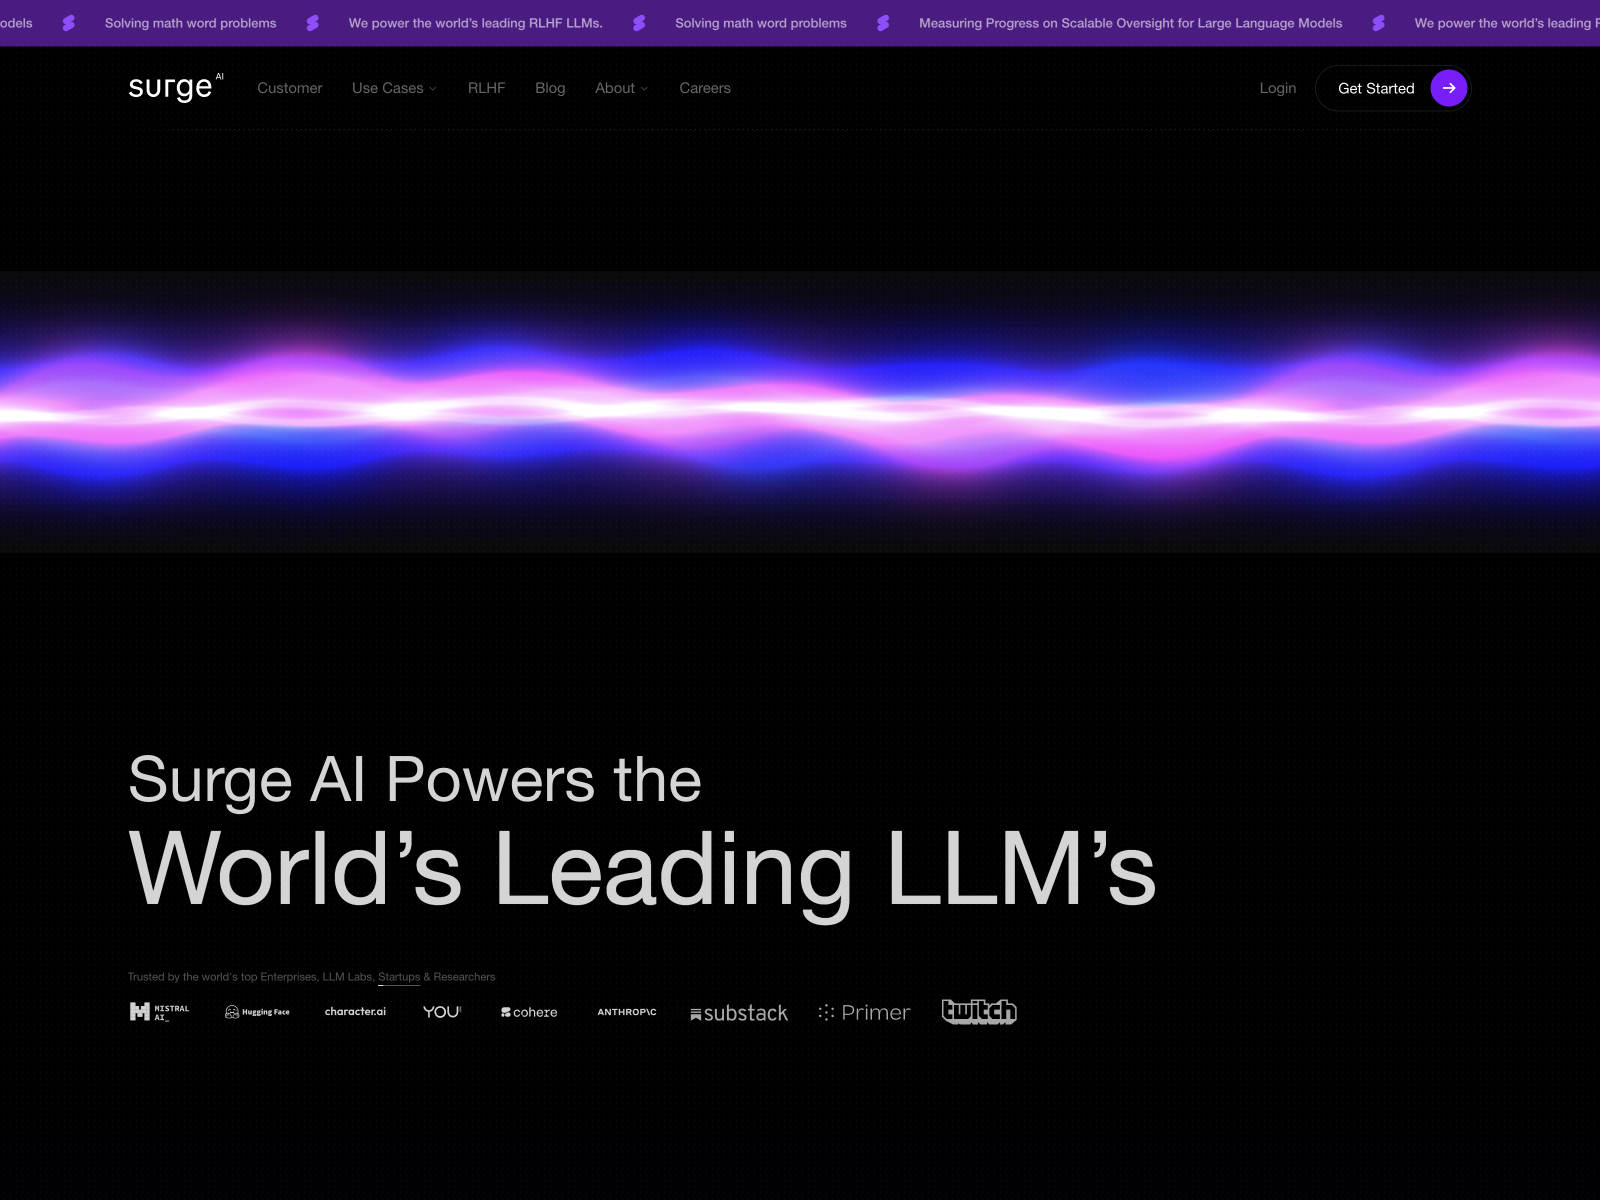 odels Solving math word problems We power the world’s leading RLHF LLMs. Solving math word problems Measuring Progress on Scalable Oversight for Large Language Models We power the world’s leading
surge AI Customer Use Cases RLHF Blog About Careers Login Get Started
Surge AI Powers the
World’s Leading LLM’s
Trusted by the world's top Enterprises, LLM Labs, Startups & Researchers
MISTRAL AI_ Hugging Face character.ai YOU cohere ANTHROP\C substack Primer twitch